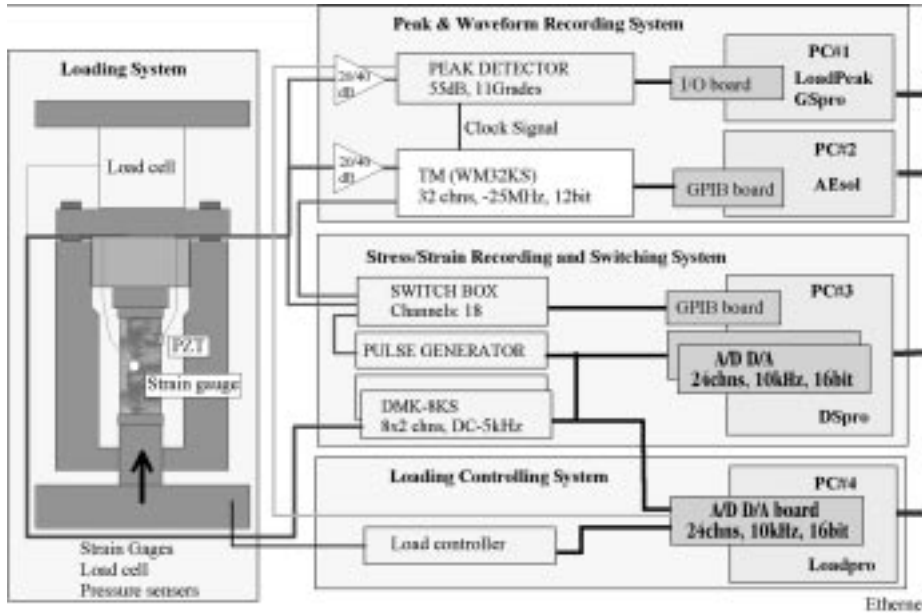 Peak & Waveform Recording System
Loading System
Load cell
PZT
Strain gauge
Strain Gages
Load cell
Pressure sensers
20/40
dB
PEAK DETECTOR
55dB, 11Grades
Clock Signal
20/40
dB
TM (WM32KS)
32 chns, -25MHz, 12bit
I/O board
PC#1
LoadPeak
GSpro
GPIB board
PC#2
AEsol
Stress/Strain Recording and Switching System
SWITCH BOX
Channels: 18
PULSE GENERATOR
DMK-8KS
8x2 chns, DC-5kHz
GPIB board
PC#3
A/D D/A
24chns, 10kHz, 16bit
DSpro
Loading Controlling System
Load controller
PC#4
A/D D/A board
24chns, 10kHz, 16bit
Loadpro
Etherne